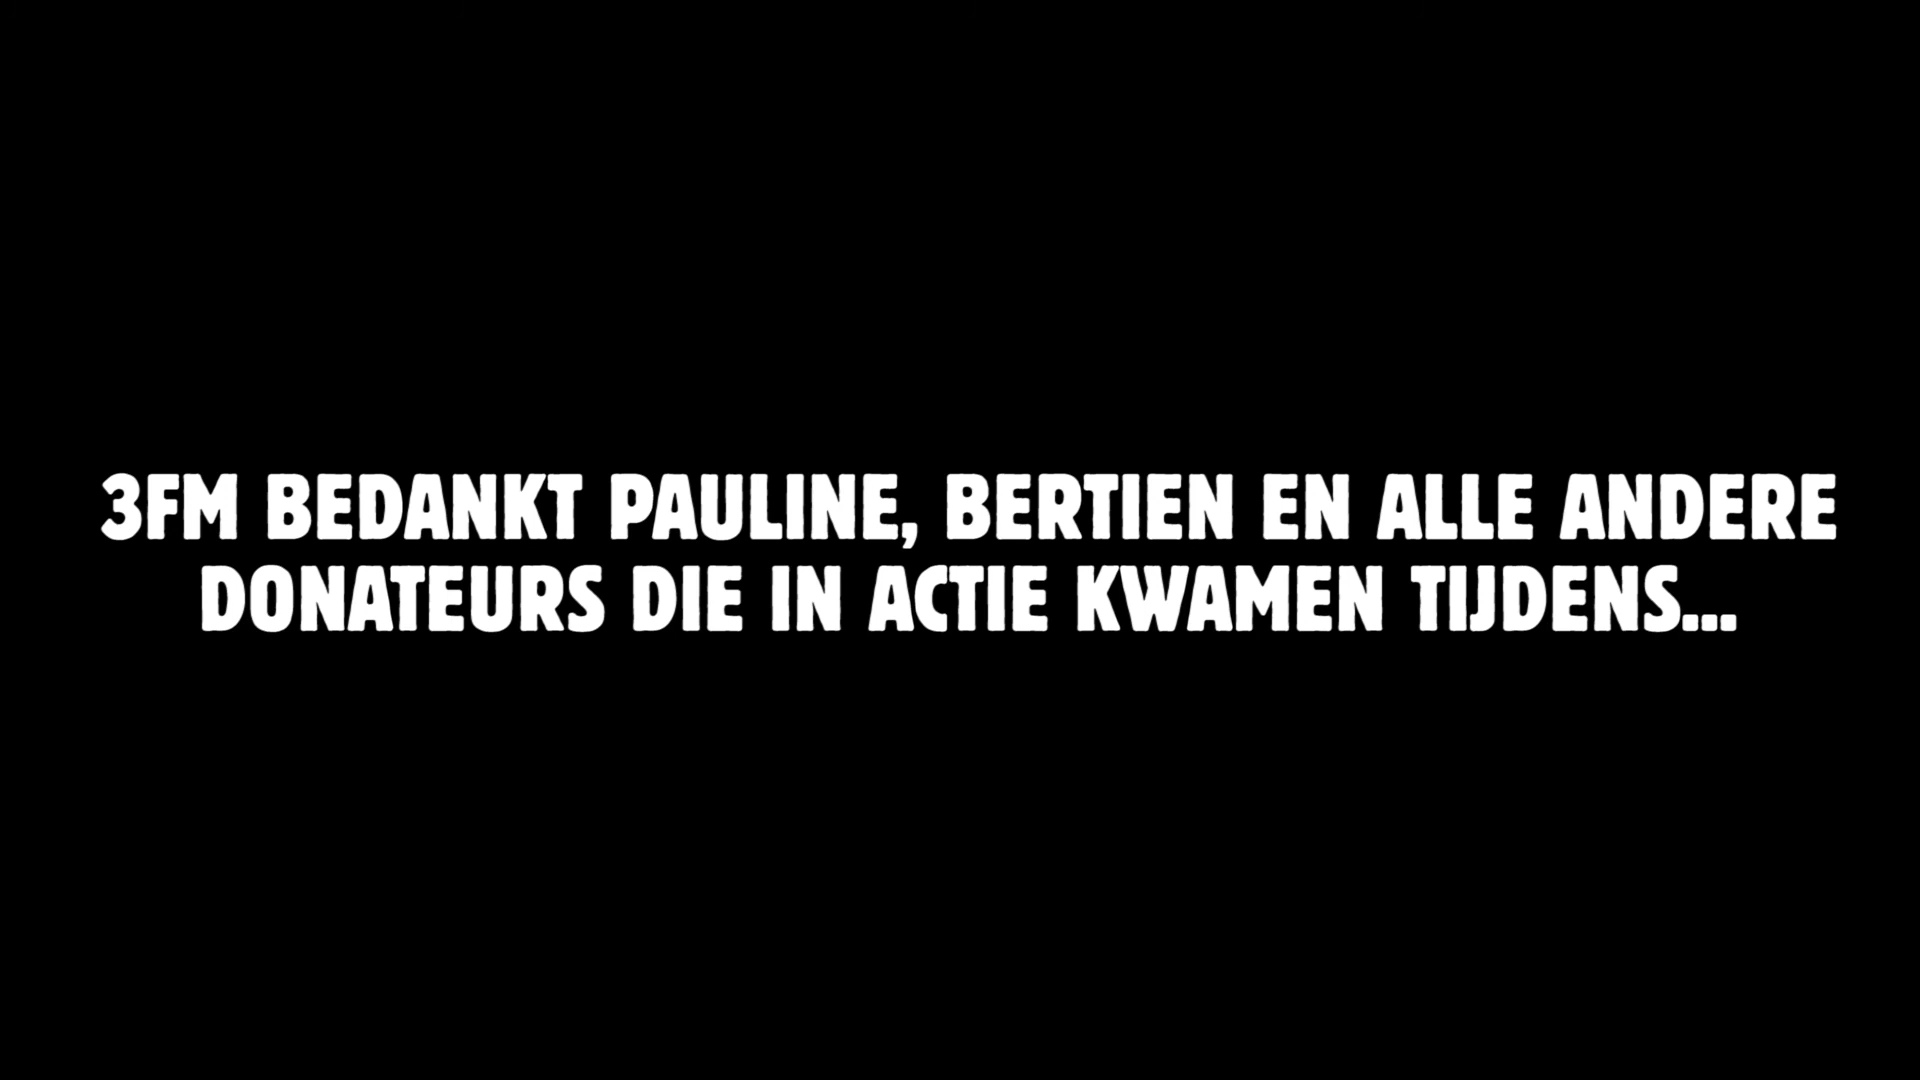 3FM BEDANKT PAULINE, BERTIEN EN ALLE ANDERE
DONATEURS DIE IN ACTIE KWAMEN TIJDENS...